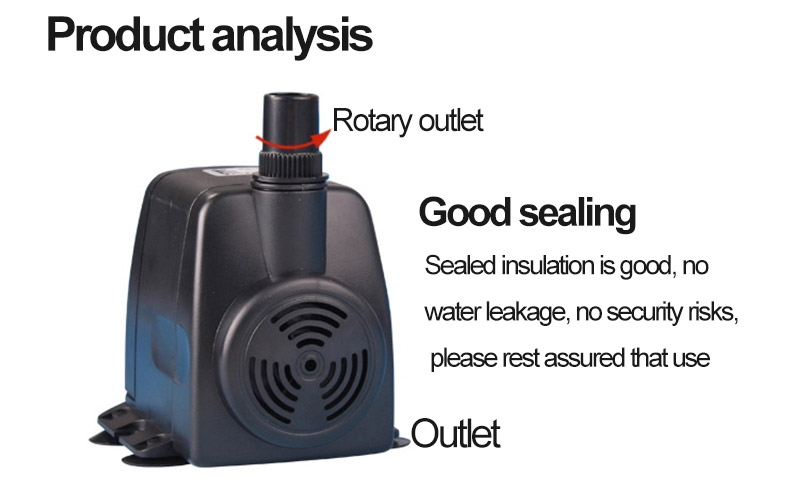 Product analysis
Rotary outlet
Good sealing
Sealed insulation is good, no
water leakage, no security risks,
please rest assured that use
Outlet